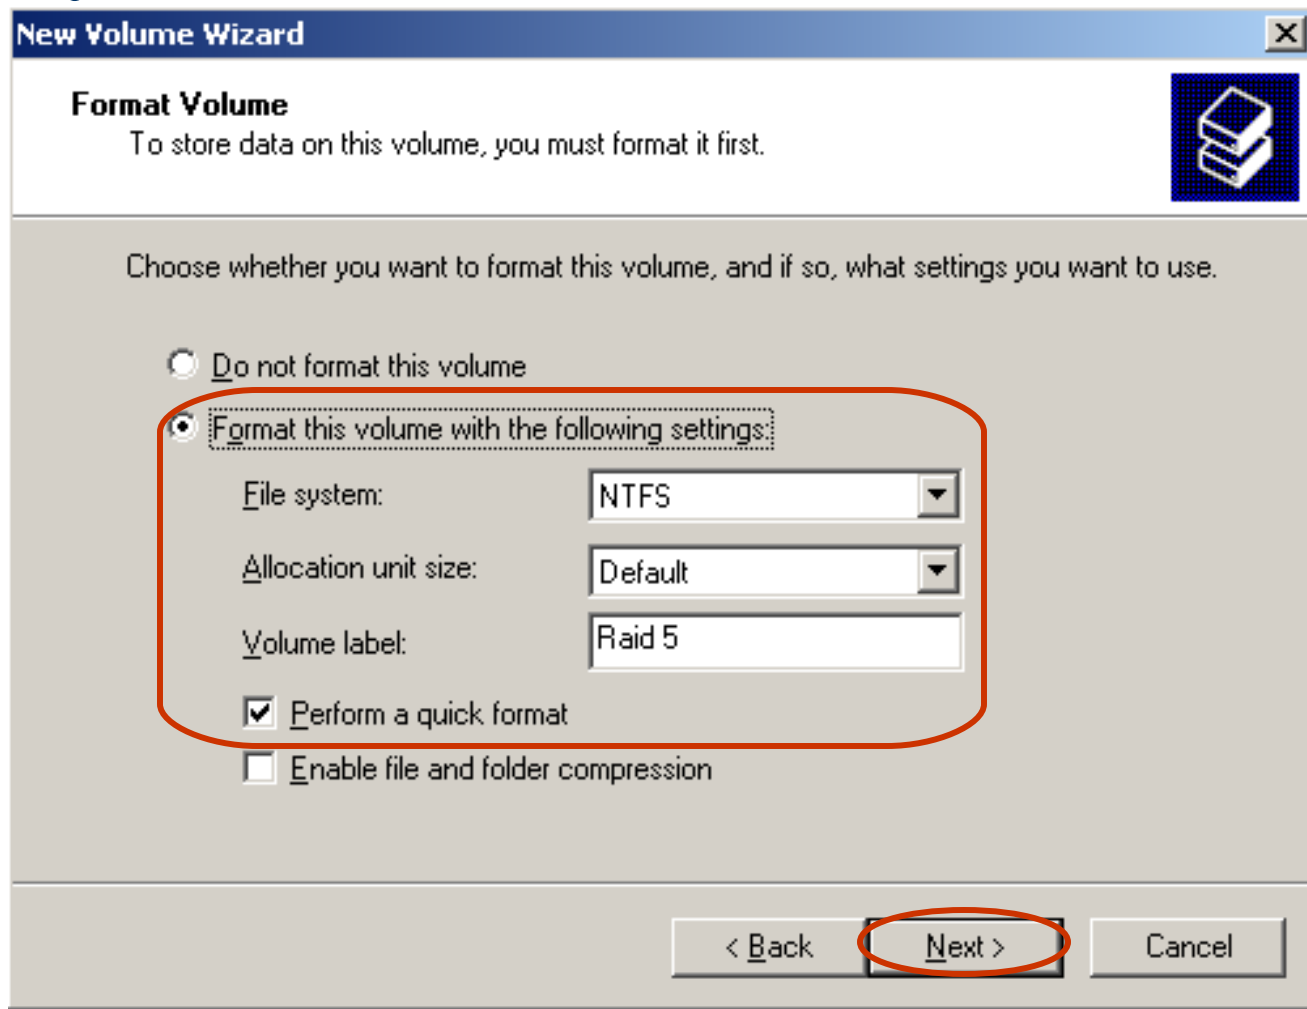 New Volume Wizard
Format Volume
To store data on this volume, you must format it first.
Choose whether you want to format this volume, and if so, what settings you want to use.
Do not format this volume
Format this volume with the following settings:
File system: NTFS
Allocation unit size: Default
Volume label: Raid 5
Perform a quick format
Enable file and folder compression
< Back Next > Cancel